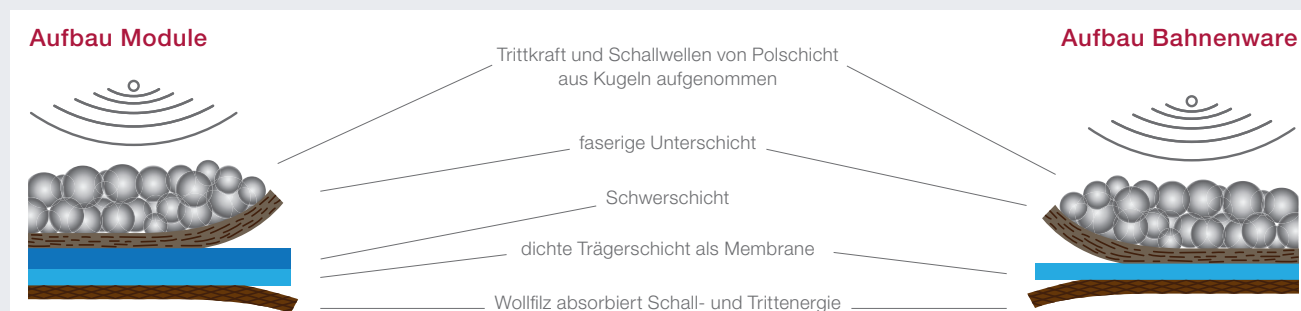 Aufbau Module
Aufbau Bahnenware
Trittkraft und Schallwellen von Polschicht
aus Kugeln aufgenommen
faserige Unterschicht
Schwerschicht
dichte Trägerschicht als Membrane
Wollfilz absorbiert Schall- und Trittenergie